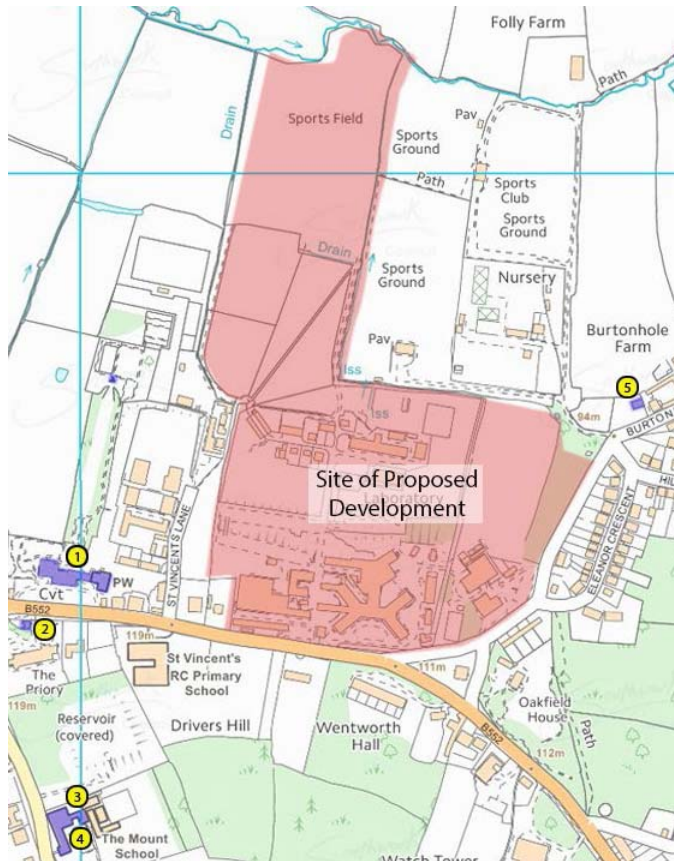 Folly Farm
Path
Drain
Sports Field
Pav
Sports
Ground
Path
Sports
Club
Sports
Ground
Drain
Sports
Ground
Nursery
Burtonhole
Farm
Pav
Iss
Iss
5
94m
BURTON
HIL
Site of Proposed
Development
Laboratory
ELEANOR CRESCENT
ST VINCENTS LANE
1
PW
Cvt
B552
2
119m
St Vincent's
RC Primary
School
111m
The
Priory
119m
Reservoir
(covered)
Drivers Hill
Wentworth
Hall
Oakfield
House
B552
Path
112m
3
4
The Mount
School
Watch Tower